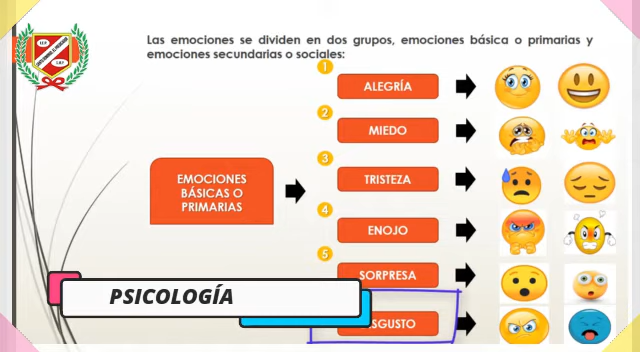 Las emociones se dividen en dos grupos, emociones básica o primarias y
emociones secundarias o sociales:
1
ALEGRÍA
2
MIEDO
EMOCIONES
BÁSICAS O
PRIMARIAS
3
TRISTEZA
4
ENOJO
5
SORPRESA
PSICOLOGÍA